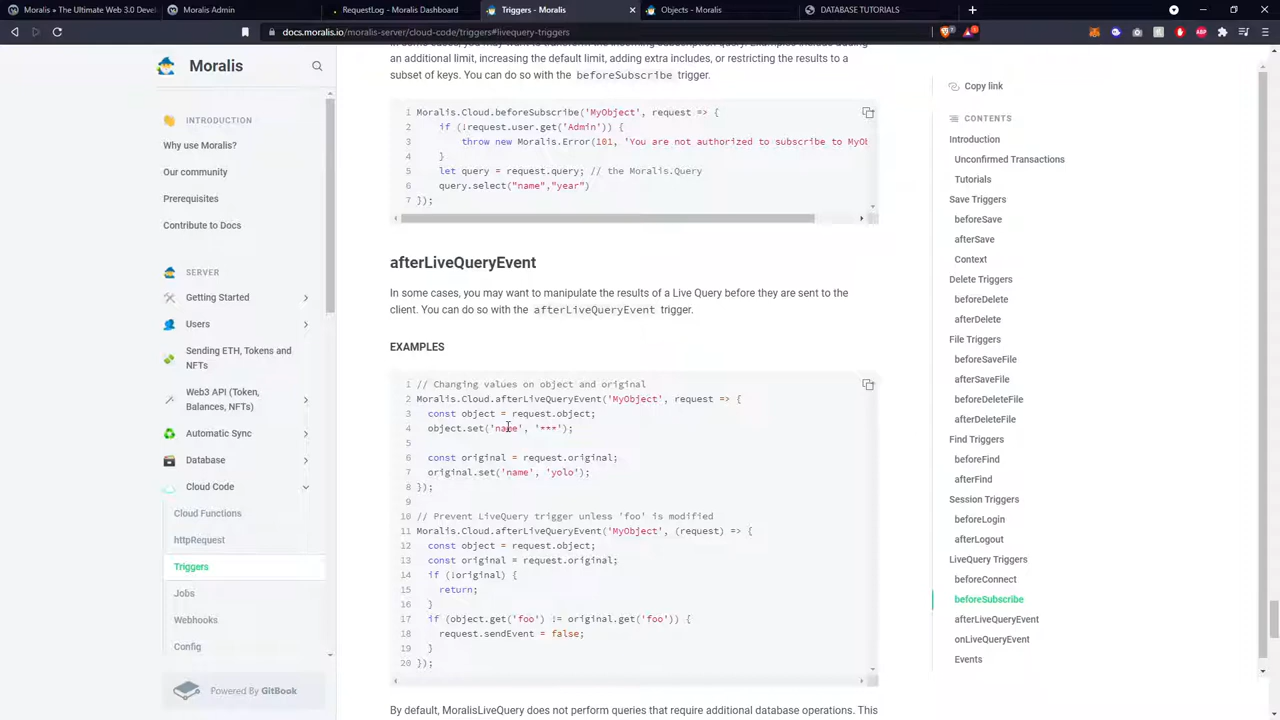 Moralis » The Ultimate Web 3.0 Devel
Moralis Admin
RequestLog - Moralis Dashboard
Triggers - Moralis
Objects - Moralis
DATABASE TUTORIALS
docs.moralis.io/moralis-server/cloud-code/triggers#livequery-triggers
Moralis
INTRODUCTION
Why use Moralis?
Our community
Prerequisites
Contribute to Docs
SERVER
Getting Started
Users
Sending ETH, Tokens and
NFTs
Web3 API (Token,
Balances, NFTs)
Automatic Sync
Database
Cloud Code
Cloud Functions
httpRequest
Triggers
Jobs
Webhooks
Config
Powered By GitBook
In some cases, you may want to transform the incoming subscription query. Examples include adding
an additional limit, increasing the default limit, adding extra includes, or restricting the results to a
subset of keys. You can do so with the beforeSubscribe trigger.
1 Moralis.Cloud.beforeSubscribe('MyObject', request => {
2 if (!request.user.get('Admin')) {
3 throw new Moralis.Error(101, 'You are not authorized to subscribe to MyOb
4 }
5 let query = request.query; // the Moralis.Query
6 query.select("name","year")
7 });
afterLiveQueryEvent
In some cases, you may want to manipulate the results of a Live Query before they are sent to the
client. You can do so with the afterLiveQueryEvent trigger.
EXAMPLES
1 // Changing values on object and original
2 Moralis.Cloud.afterLiveQueryEvent('MyObject', request => {
3 const object = request.object;
4 object.set('name', '***');
5
6 const original = request.original;
7 original.set('name', 'yolo');
8 });
9
10 // Prevent LiveQuery trigger unless 'foo' is modified
11 Moralis.Cloud.afterLiveQueryEvent('MyObject', (request) => {
12 const object = request.object;
13 const original = request.original;
14 if (!original) {
15 return;
16 }
17 if (object.get('foo') != original.get('foo')) {
18 request.sendEvent = false;
19 }
20 });
By default, MoralisLiveQuery does not perform queries that require additional database operations. This
Copy link
CONTENTS
Introduction
Unconfirmed Transactions
Tutorials
Save Triggers
beforeSave
afterSave
Context
Delete Triggers
beforeDelete
afterDelete
File Triggers
beforeSaveFile
afterSaveFile
beforeDeleteFile
afterDeleteFile
Find Triggers
beforeFind
afterFind
Session Triggers
beforeLogin
afterLogout
LiveQuery Triggers
beforeConnect
beforeSubscribe
afterLiveQueryEvent
onLiveQueryEvent
Events